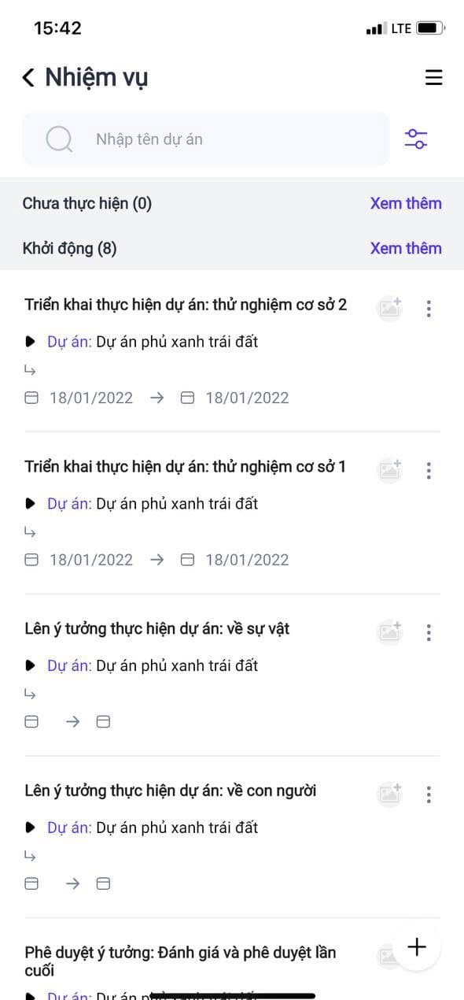 15:42
LTE
Nhiệm vụ
Nhập tên dự án
Chưa thực hiện (0) Xem thêm
Khởi động (8) Xem thêm
Triển khai thực hiện dự án: thử nghiệm cơ sở 2
Dự án: Dự án phủ xanh trái đất
18/01/2022 → 18/01/2022
Triển khai thực hiện dự án: thử nghiệm cơ sở 1
Dự án: Dự án phủ xanh trái đất
18/01/2022 → 18/01/2022
Lên ý tưởng thực hiện dự án: về sự vật
Dự án: Dự án phủ xanh trái đất
Lên ý tưởng thực hiện dự án: về con người
Dự án: Dự án phủ xanh trái đất
Phê duyệt ý tưởng: Đánh giá và phê duyệt lần
cuối
Dự án: Dự án